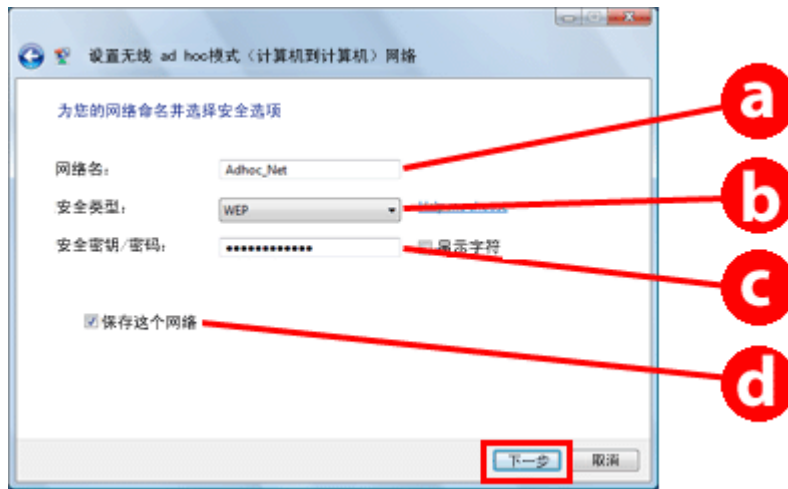 设置无线 ad hoc模式（计算机到计算机）网络
为您的网络命名并选择安全选项
网络名： Adhoc_Net
a
安全类型： WEP
b
安全密钥/密码： •••••••••••• 显示字符
c
保存这个网络
d
下一步 取消